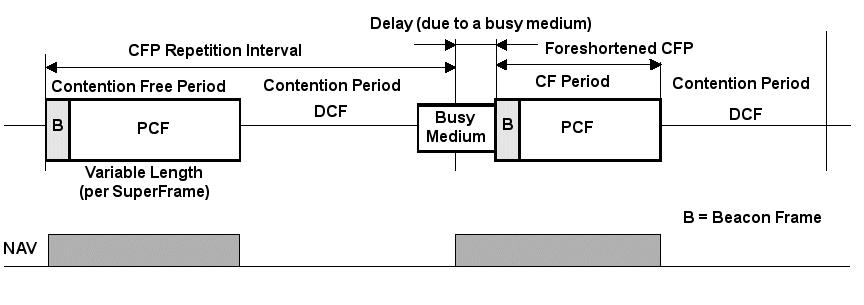 Delay (due to a busy medium)
CFP Repetition Interval
Foreshortened CFP
Contention Free Period
Contention Period
CF Period
Contention Period
B
PCF
DCF
Busy
Medium
B
PCF
DCF
Variable Length
(per SuperFrame)
B = Beacon Frame
NAV